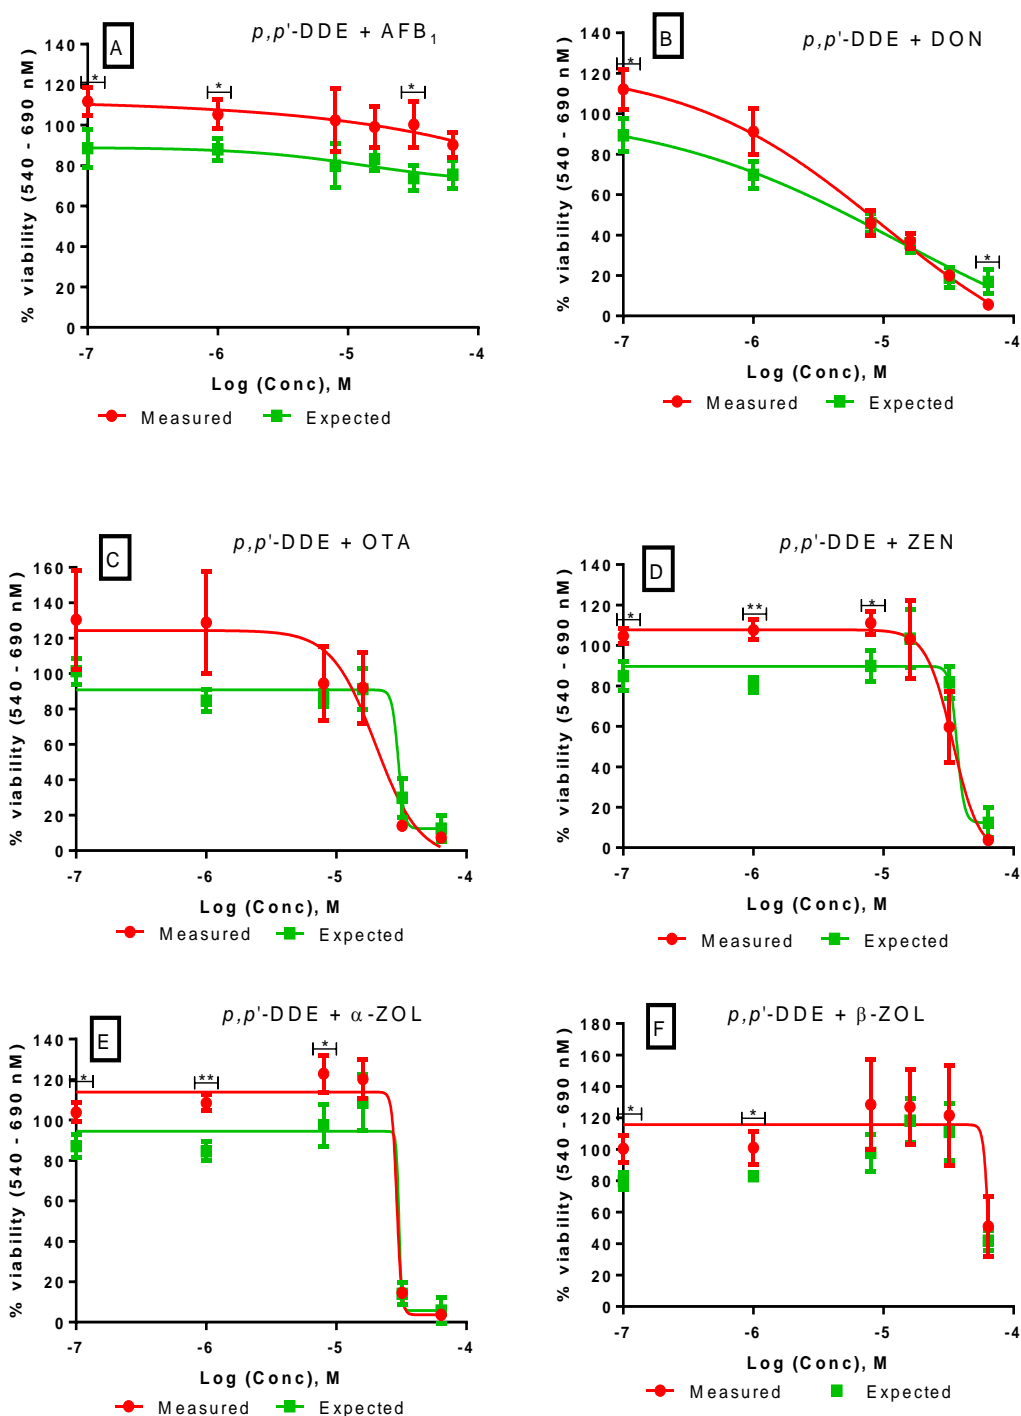 A
p,p'-DDE + AFB1
% viability (540 - 690 nM)
140
120
100
80
60
40
20
0
* * *
-7 -6 -5 -4
Log (Conc), M
Measured Expected
B
p,p'-DDE + DON
% viability (540 - 690 nM)
140
120
100
80
60
40
20
0
* *
-7 -6 -5 -4
Log (Conc), M
Measured Expected
C
p,p'-DDE + OTA
% viability (540 - 690 nM)
160
140
120
100
80
60
40
20
0
-7 -6 -5 -4
Log (Conc), M
Measured Expected
D
p,p'-DDE + ZEN
% viability (540 - 690 nM)
140
120
100
80
60
40
20
0
* ** *
-7 -6 -5 -4
Log (Conc), M
Measured Expected
E
p,p'-DDE + α-ZOL
% viability (540 - 690 nM)
140
120
100
80
60
40
20
0
* ** *
-7 -6 -5 -4
Log (Conc), M
Measured Expected
F
p,p'-DDE + β-ZOL
% viability (540 - 690 nM)
180
160
140
120
100
80
60
40
20
0
* *
-7 -6 -5 -4
Log (Conc), M
Measured Expected